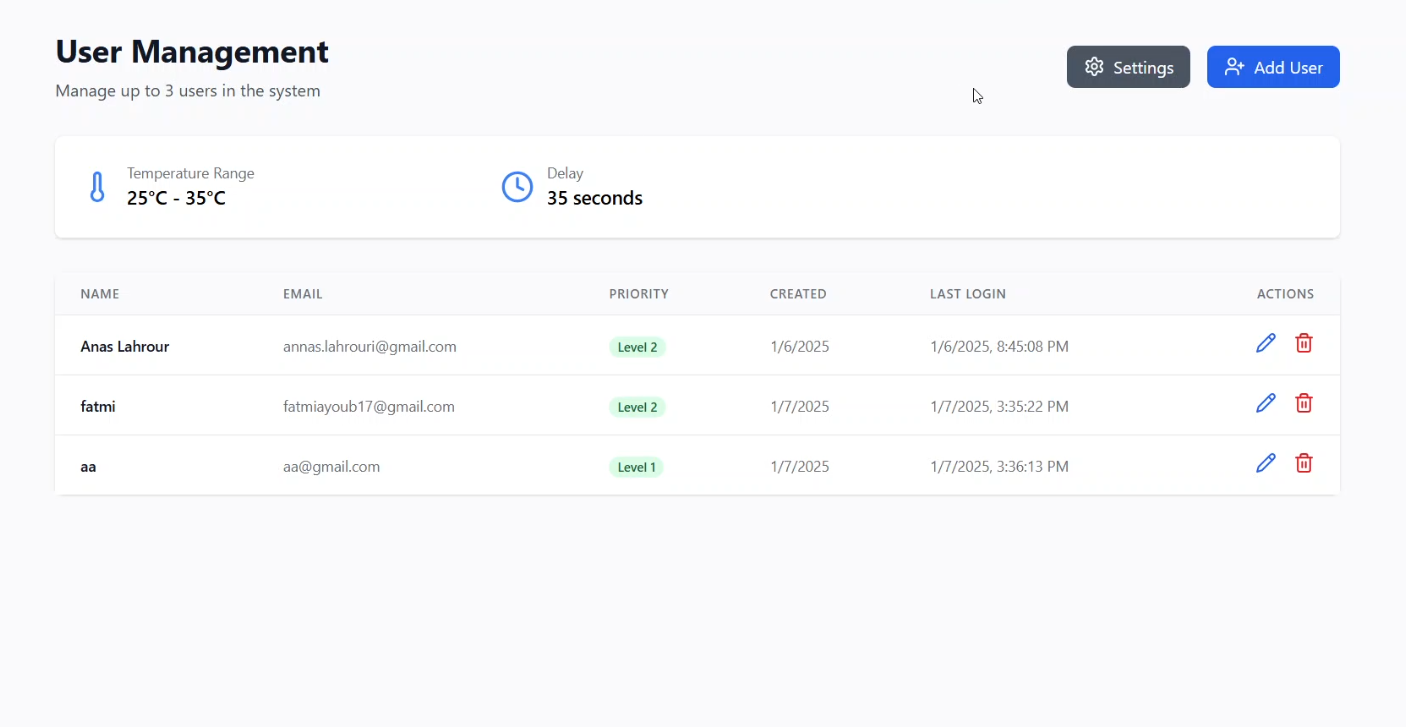 User Management
Manage up to 3 users in the system
Settings
Add User
Temperature Range
25°C - 35°C
Delay
35 seconds
NAME EMAIL PRIORITY CREATED LAST LOGIN ACTIONS
Anas Lahrour annas.lahrouri@gmail.com Level 2 1/6/2025 1/6/2025, 8:45:08 PM
fatmi fatmiayoub17@gmail.com Level 2 1/7/2025 1/7/2025, 3:35:22 PM
aa aa@gmail.com Level 1 1/7/2025 1/7/2025, 3:36:13 PM